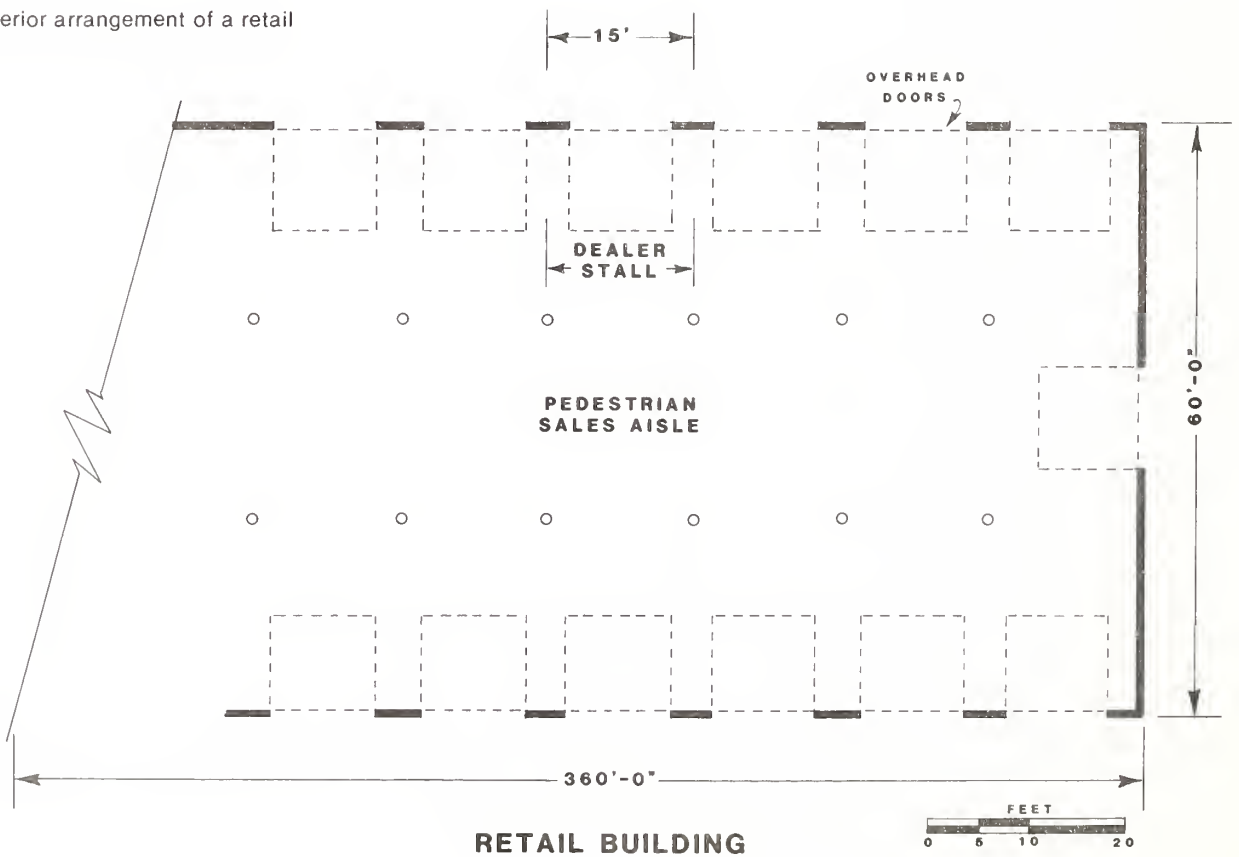 erior arrangement of a retail
15'
OVERHEAD
DOORS
DEALER
STALL
PEDESTRIAN
SALES AISLE
60'-0"
360'-0"
FEET
0 5 10 20
RETAIL BUILDING